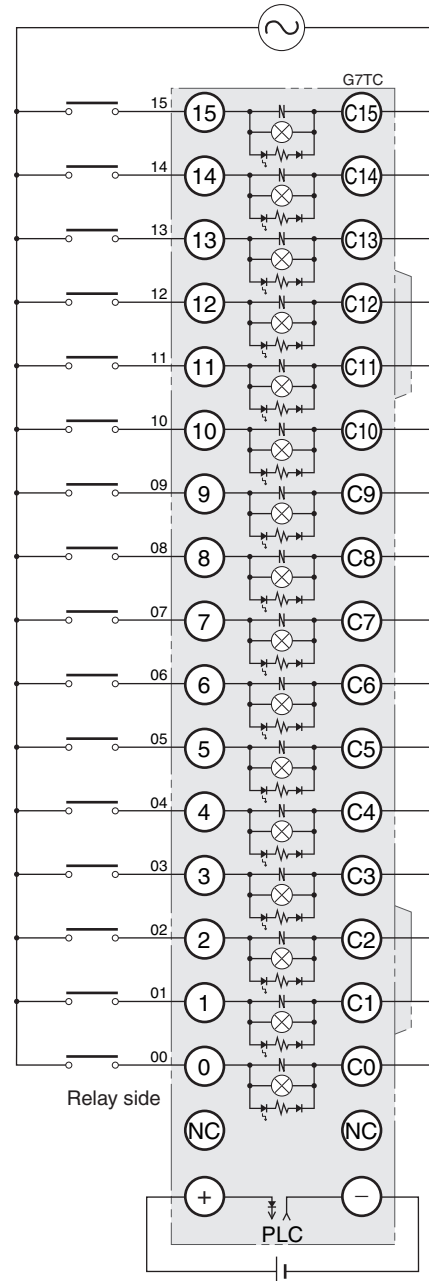 G7TC
15 15 N C15
14 14 N C14
13 13 N C13
12 12 N C12
11 11 N C11
10 10 N C10
09 9 N C9
08 8 N C8
07 7 N C7
06 6 N C6
05 5 N C5
04 4 N C4
03 3 N C3
02 2 N C2
01 1 N C1
00 0 N C0
Relay side
NC NC
+ −
PLC